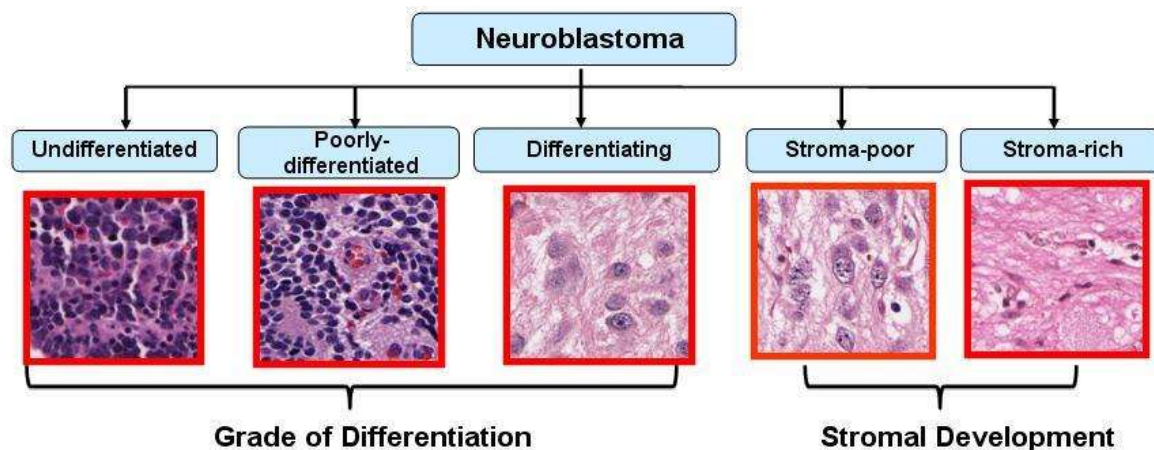 Neuroblastoma
Undifferentiated
Poorly-
differentiated
Differentiating
Stroma-poor
Stroma-rich
Grade of Differentiation
Stromal Development